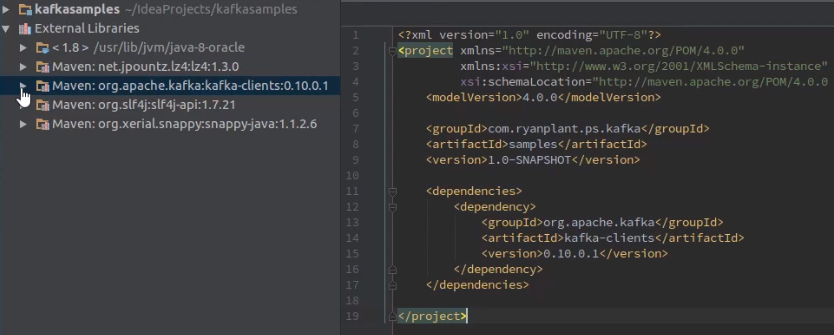 kafkasamples ~/IdeaProjects/kafkasamples
External Libraries
< 1.8 > /usr/lib/jvm/java-8-oracle
Maven: net.jpountz.lz4:lz4:1.3.0
Maven: org.apache.kafka:kafka-clients:0.10.0.1
Maven: org.slf4j:slf4j-api:1.7.21
Maven: org.xerial.snappy:snappy-java:1.1.2.6
1 <?xml version="1.0" encoding="UTF-8"?>
2 <project xmlns="http://maven.apache.org/POM/4.0.0"
3 xmlns:xsi="http://www.w3.org/2001/XMLSchema-instance"
4 xsi:schemaLocation="http://maven.apache.org/POM/4.0.0
5 <modelVersion>4.0.0</modelVersion>
6
7 <groupId>com.ryanplant.ps.kafka</groupId>
8 <artifactId>samples</artifactId>
9 <version>1.0-SNAPSHOT</version>
10
11 <dependencies>
12 <dependency>
13 <groupId>org.apache.kafka</groupId>
14 <artifactId>kafka-clients</artifactId>
15 <version>0.10.0.1</version>
16 </dependency>
17 </dependencies>
18
19 </project>